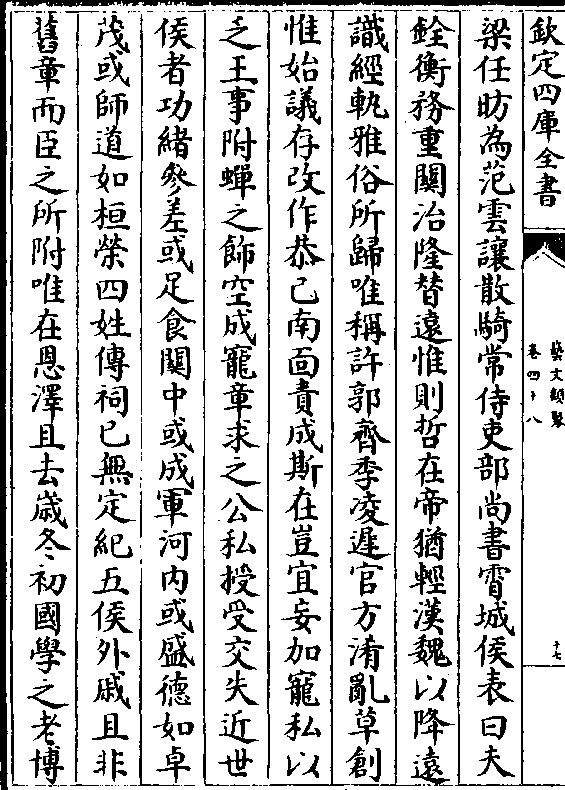 欽定四庫全書
藝文類聚
卷四十八
十七
梁任昉為范雲讓散騎常侍吏部尚書霄城侯表曰夫
銓衡務重關治隆替遠惟則哲在帝猶輕漢魏以降遠
識經軌雅俗所歸唯稱許郭齊季凌遲官方淆亂草創
惟始議存改作恭己南面責成斯在豈宜妄加寵私以
乏王事附蟬之飾空成寵章求之公私授受交失近世
侯者功緒參差或足食關中或成軍河内或盛德如卓
茂或師道如桓榮四姓傳祠已無定紀五侯外戚且非
舊章而臣之所附唯在恩澤且去歲冬初國學之老博